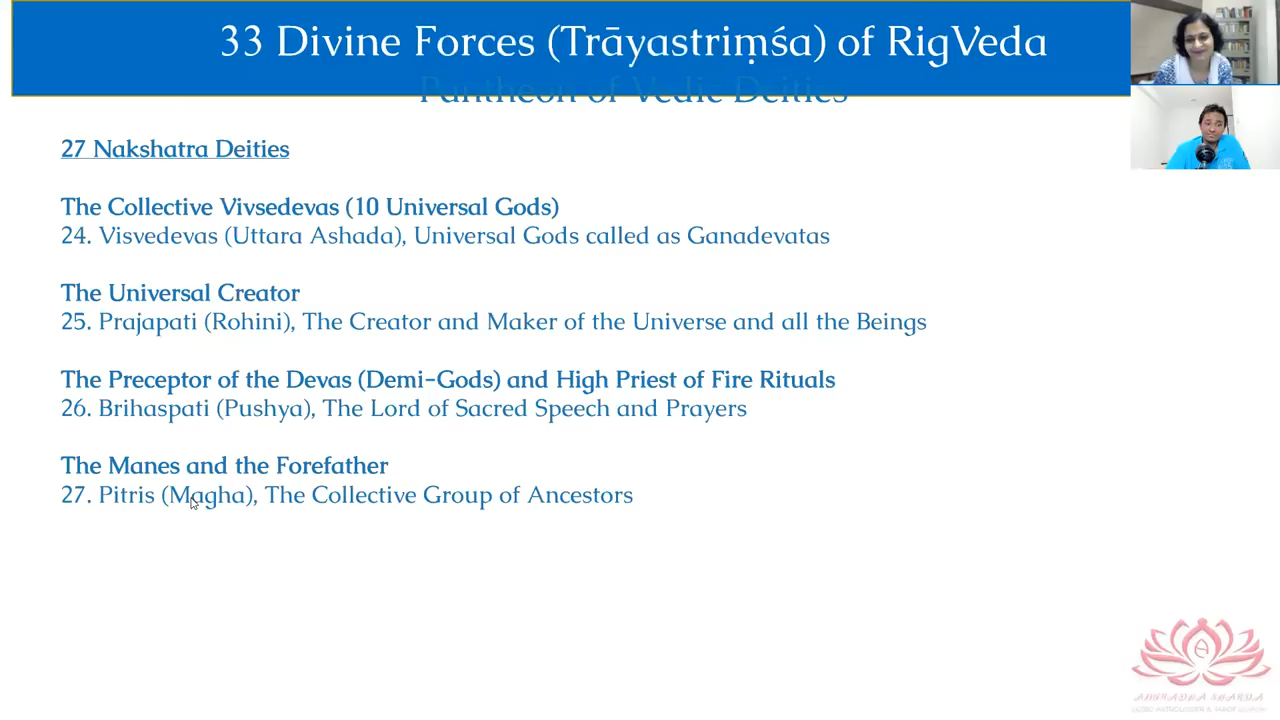 33 Divine Forces (Trāyastriṃśa) of RigVeda
Pantheon of Vedic Deities
27 Nakshatra Deities
The Collective Vivsedevas (10 Universal Gods)
24. Visvedevas (Uttara Ashada), Universal Gods called as Ganadevatas
The Universal Creator
25. Prajapati (Rohini), The Creator and Maker of the Universe and all the Beings
The Preceptor of the Devas (Demi-Gods) and High Priest of Fire Rituals
26. Brihaspati (Pushya), The Lord of Sacred Speech and Prayers
The Manes and the Forefather
27. Pitris (Magha), The Collective Group of Ancestors
ANURADHA SHARDA